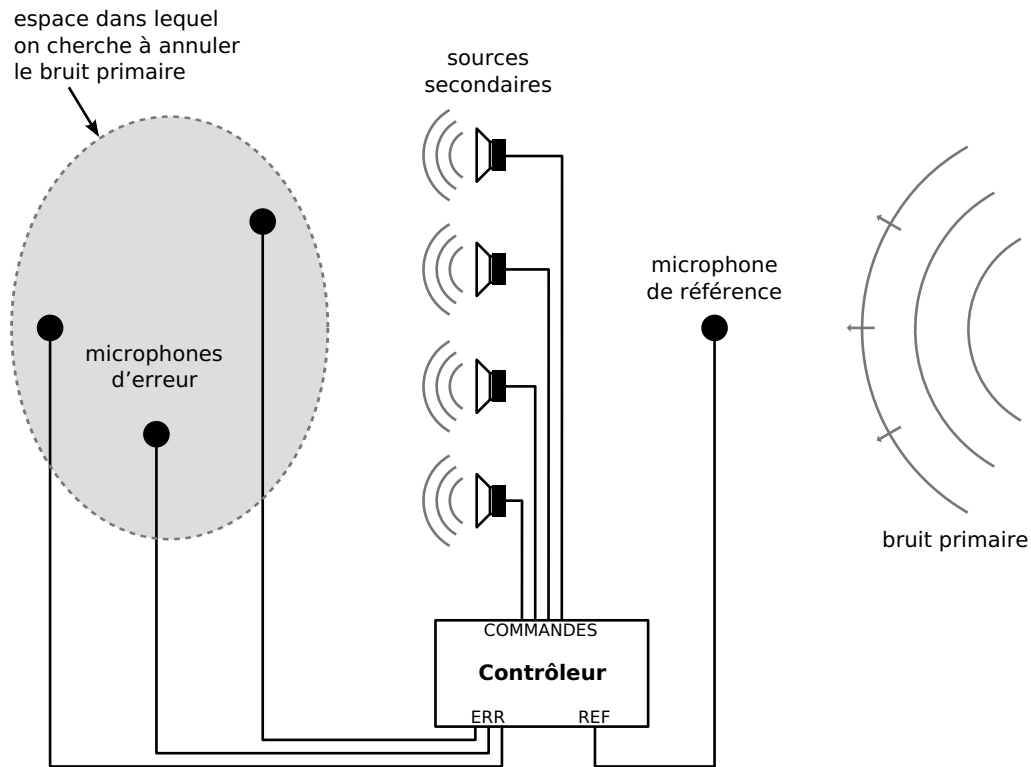 espace dans lequel
on cherche à annuler
le bruit primaire
sources
secondaires
microphone
de référence
microphones
d'erreur
bruit primaire
COMMANDES
Contrôleur
ERR
REF